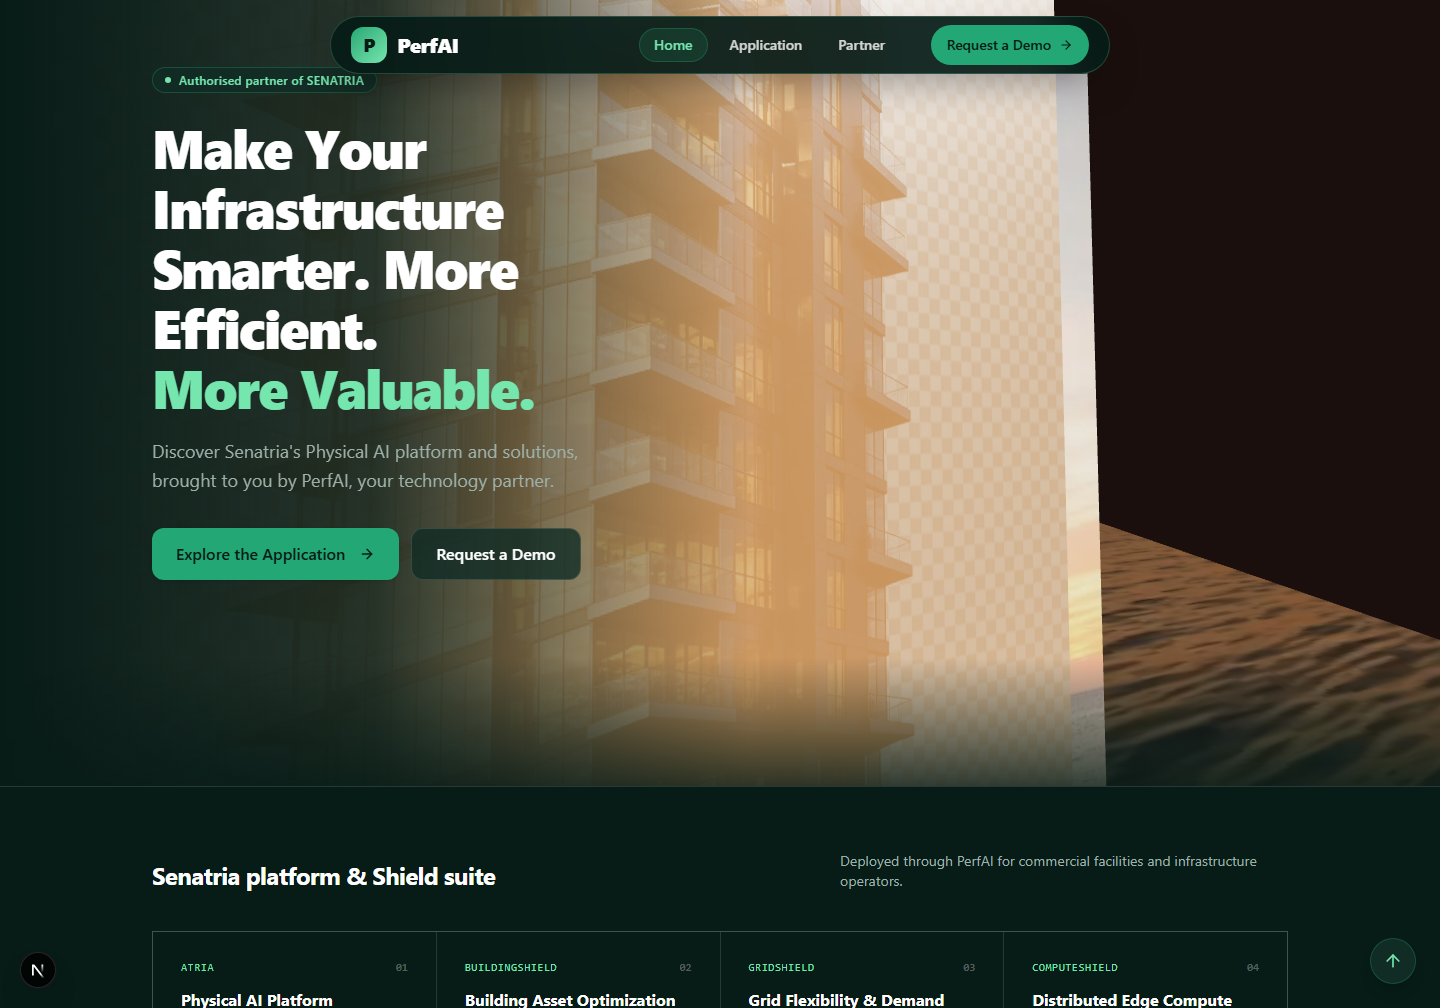 P PerfAI
Home Application Partner Request a Demo →
Authorised partner of SENATRIA
Make Your
Infrastructure
Smarter. More
Efficient.
More Valuable.
Discover Senatria's Physical AI platform and solutions,
brought to you by PerfAI, your technology partner.
Explore the Application →
Request a Demo
Senatria platform & Shield suite
Deployed through PerfAI for commercial facilities and infrastructure
operators.
ATRIA 01
Physical AI Platform
BUILDINGSHIELD 02
Building Asset Optimization
GRIDSHIELD 03
Grid Flexibility & Demand
COMPUTESHIELD 04
Distributed Edge Compute
N